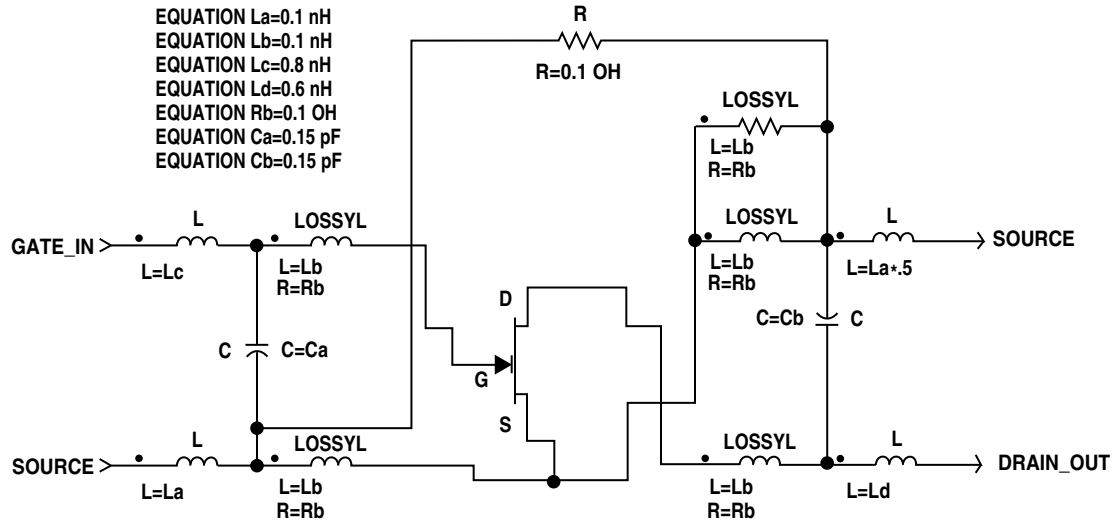 EQUATION La=0.1 nH
EQUATION Lb=0.1 nH
EQUATION Lc=0.8 nH
EQUATION Ld=0.6 nH
EQUATION Rb=0.1 OH
EQUATION Ca=0.15 pF
EQUATION Cb=0.15 pF
R
R=0.1 OH
LOSSYL
L=Lb
R=Rb
GATE_IN
L
L=Lc
LOSSYL
L=Lb
R=Rb
LOSSYL
L=Lb
R=Rb
L
L=La*.5
SOURCE
C
C=Ca
D
G
S
C=Cb
C
SOURCE
L
L=La
LOSSYL
L=Lb
R=Rb
LOSSYL
L=Lb
R=Rb
L
L=Ld
DRAIN_OUT